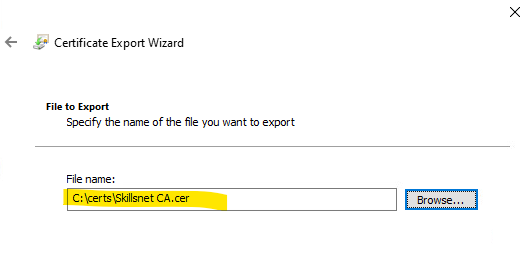 Certificate Export Wizard
File to Export
Specify the name of the file you want to export
File name:
C:\certs\Skillsnet CA.cer
Browse...